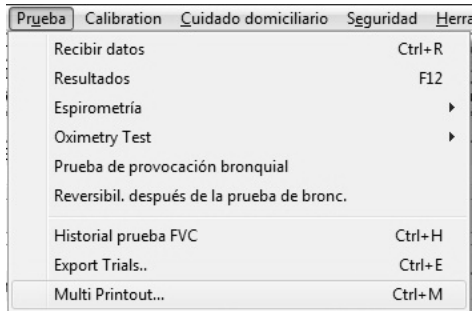 Prueba Calibration Cuidado domiciliario Seguridad Herra
Recibir datos Ctrl+R
Resultados F12
Espirometría
Oximetry Test
Prueba de provocación bronquial
Reversibil. después de la prueba de bronc.
Historial prueba FVC Ctrl+H
Export Trials.. Ctrl+E
Multi Printout... Ctrl+M